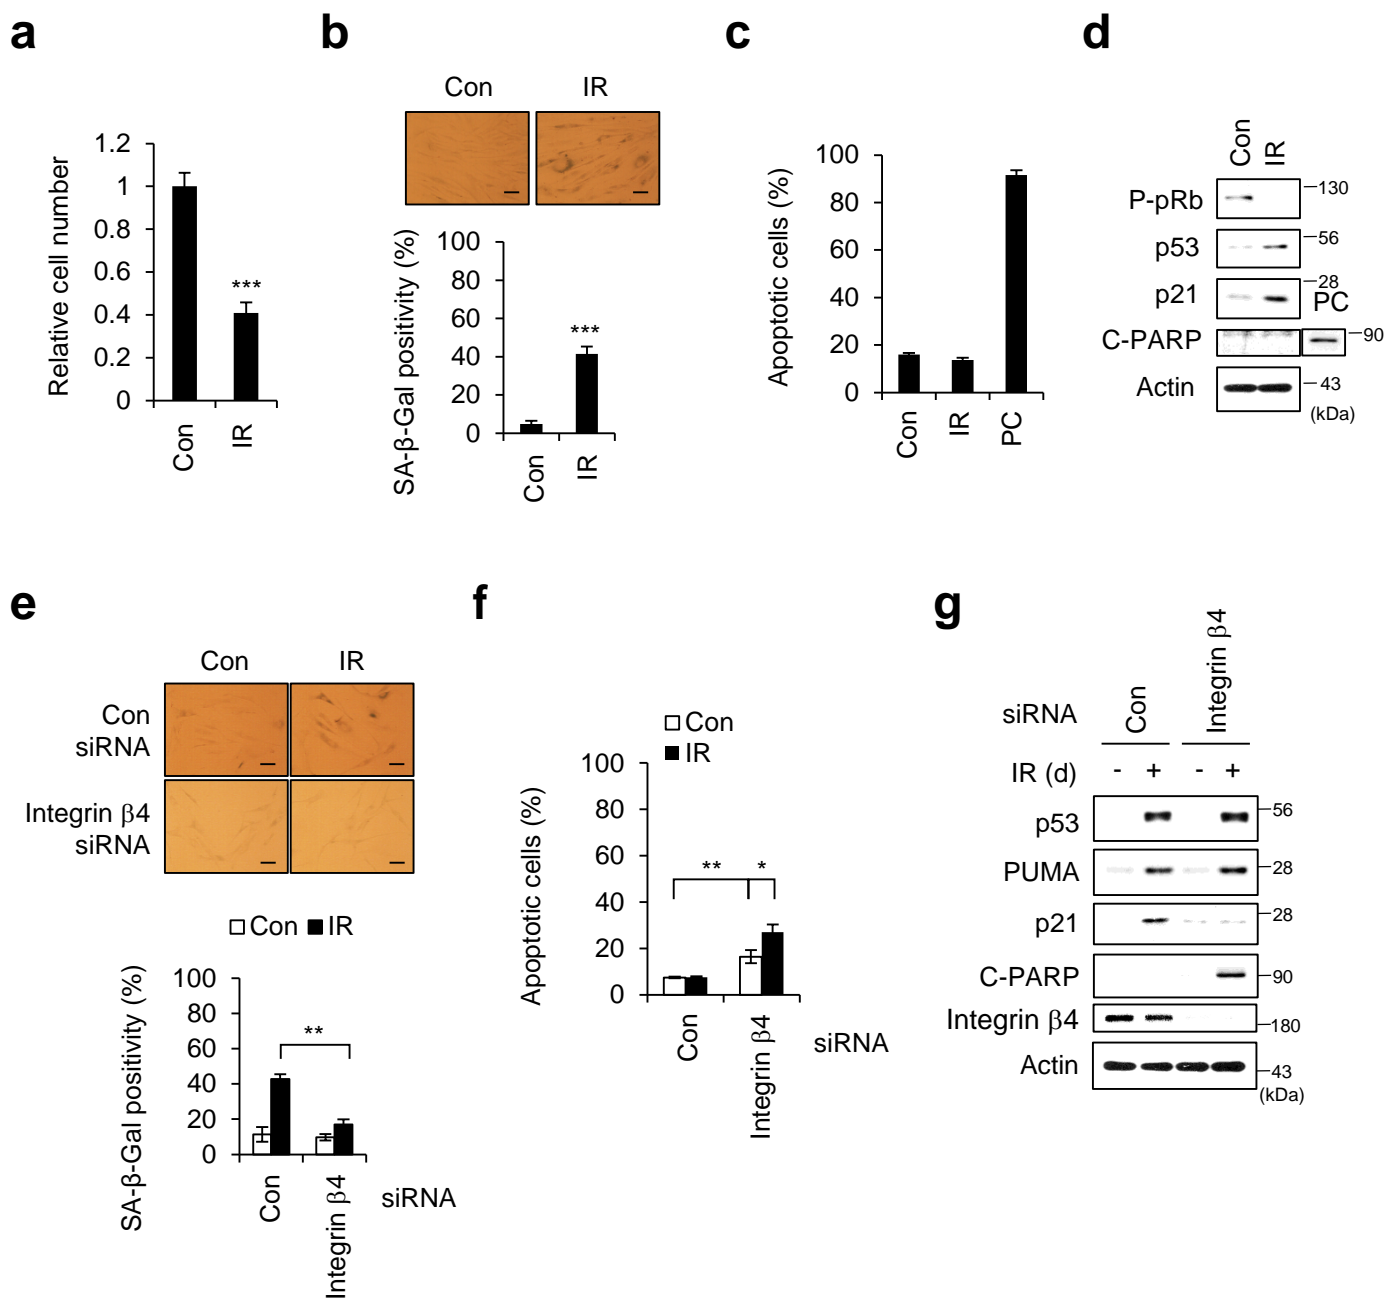 a
Relative cell number
1.2
1
0.8
0.6
0.4
0.2
0
***
Con
IR
b
Con IR
SA-β-Gal positivity (%)
100
80
60
40
20
0
***
Con
IR
c
Apoptotic cells (%)
100
80
60
40
20
0
Con
IR
PC
d
Con
IR
P-pRb
130
p53
56
p21
28
PC
C-PARP
90
Actin
43
(kDa)
e
Con IR
Con
siRNA
Integrin β4
siRNA
Con IR
SA-β-Gal positivity (%)
100
80
60
40
20
0
**
Con
Integrin β4
siRNA
f
Con
IR
Apoptotic cells (%)
100
80
60
40
20
0
** *
Con
Integrin β4
siRNA
g
siRNA
Con
Integrin β4
IR (d) - + - +
p53
56
PUMA
28
p21
28
C-PARP
90
Integrin β4
180
Actin
43
(kDa)